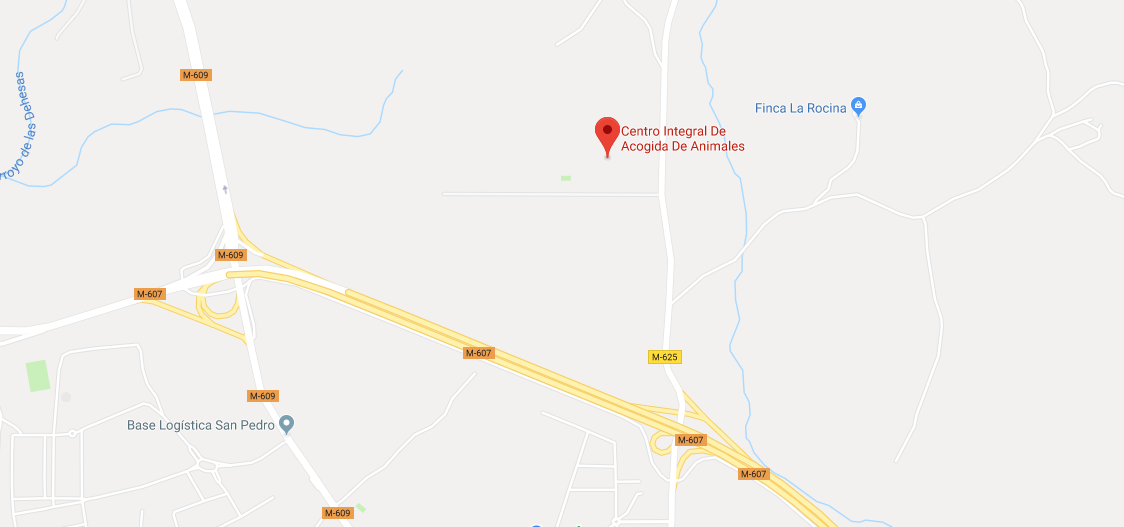 M-609
Finca La Rocina
Centro Integral De
Acogida De Animales
royo de las Dehesas
M-609
M-607
M-607
M-625
M-609
Base Logística San Pedro
M-607
M-607
M-609